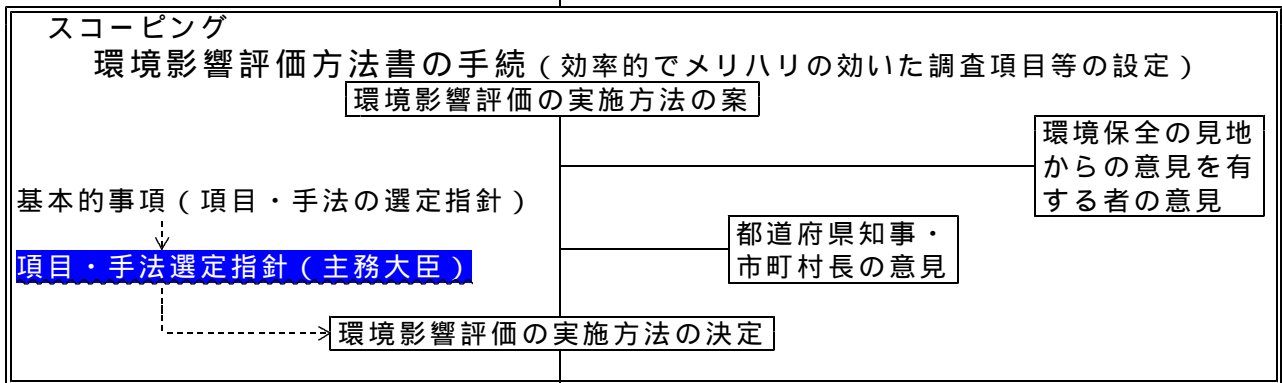 スコーピング
環境影響評価方法書の手続（効率的でメリハリの効いた調査項目等の設定）
環境影響評価の実施方法の案
環境保全の見地
からの意見を有
する者の意見
基本的事項（項目・手法の選定指針）
都道府県知事・
市町村長の意見
項目・手法選定指針（主務大臣）
環境影響評価の実施方法の決定